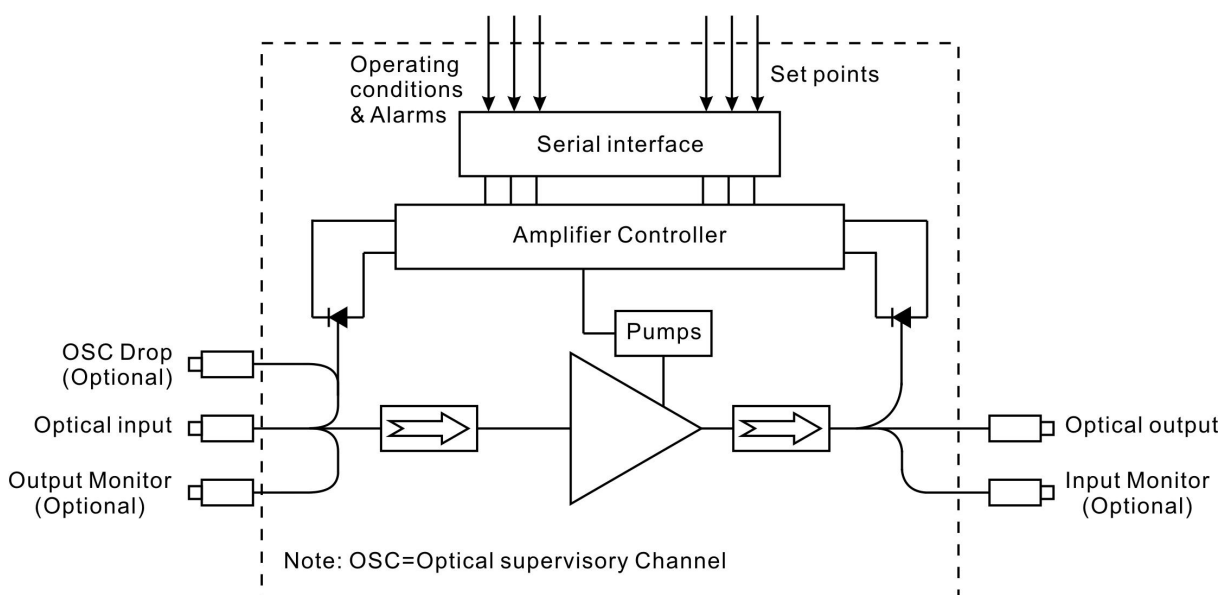 Operating
conditions
& Alarms
Set points
Serial interface
Amplifier Controller
Pumps
OSC Drop
(Optional)
Optical input
Output Monitor
(Optional)
Optical output
Input Monitor
(Optional)
Note: OSC=Optical supervisory Channel